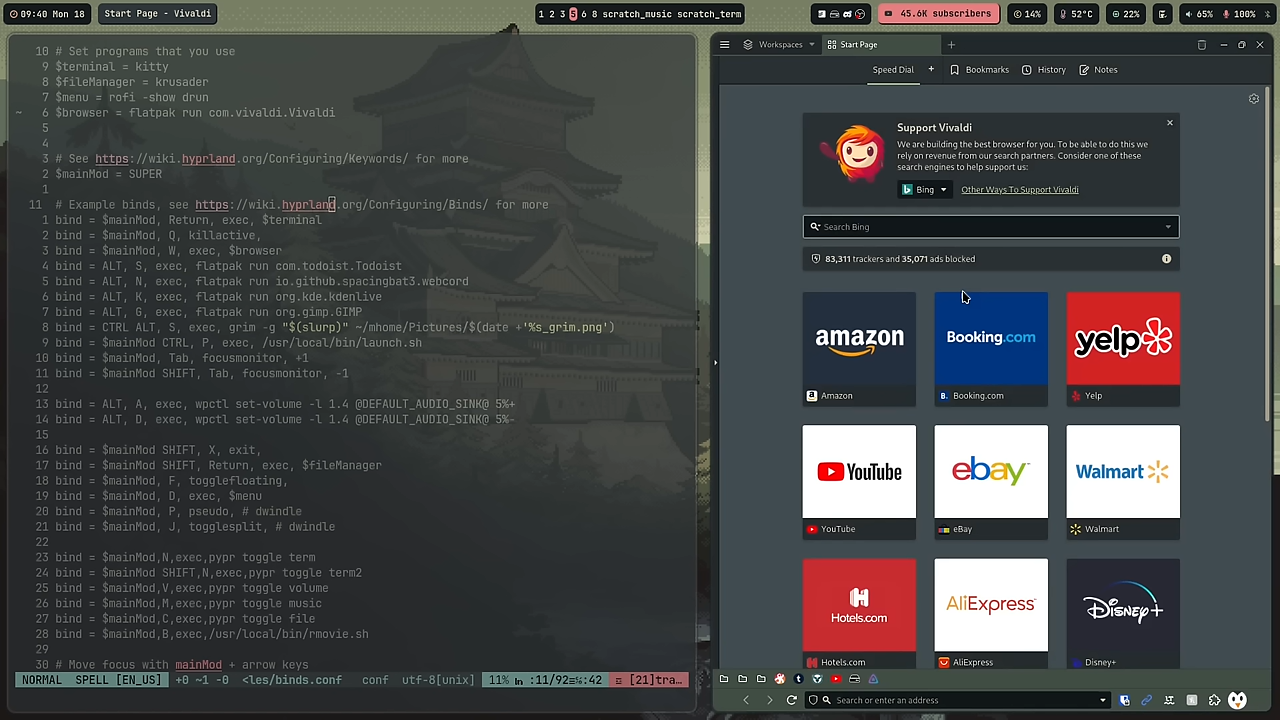 09:40 Mon 18
Start Page - Vivaldi
1 2 3 5 6 8 scratch_music scratch_term
45.6K subscribers
14%
52°C
22%
65%
100%
10 # Set programs that you use
9 $terminal = kitty
8 $fileManager = krusader
7 $menu = rofi -show drun
~ 6 $browser = flatpak run com.vivaldi.Vivaldi
5
4
3 # See https://wiki.hyprland.org/Configuring/Keywords/ for more
2 $mainMod = SUPER
1
11 # Example binds, see https://wiki.hyprland.org/Configuring/Binds/ for more
1 bind = $mainMod, Return, exec, $terminal
2 bind = $mainMod, Q, killactive,
3 bind = $mainMod, W, exec, $browser
4 bind = ALT, S, exec, flatpak run com.todoist.Todoist
5 bind = ALT, N, exec, flatpak run io.github.spacingbat3.webcord
6 bind = ALT, K, exec, flatpak run org.kde.kdenlive
7 bind = ALT, G, exec, flatpak run org.gimp.GIMP
8 bind = CTRL ALT, S, exec, grim -g "$(slurp)" ~/mhome/Pictures/$(date +'%s_grim.png')
9 bind = $mainMod CTRL, P, exec, /usr/local/bin/launch.sh
10 bind = $mainMod, Tab, focusmonitor, +1
11 bind = $mainMod SHIFT, Tab, focusmonitor, -1
12
13 bind = ALT, A, exec, wpctl set-volume -l 1.4 @DEFAULT_AUDIO_SINK@ 5%+
14 bind = ALT, D, exec, wpctl set-volume -l 1.4 @DEFAULT_AUDIO_SINK@ 5%-
15
16 bind = $mainMod SHIFT, X, exit,
17 bind = $mainMod SHIFT, Return, exec, $fileManager
18 bind = $mainMod, F, togglefloating,
19 bind = $mainMod, D, exec, $menu
20 bind = $mainMod, P, pseudo, # dwindle
21 bind = $mainMod, J, togglesplit, # dwindle
22
23 bind = $mainMod,N,exec,pypr toggle term
24 bind = $mainMod SHIFT,N,exec,pypr toggle term2
25 bind = $mainMod,V,exec,pypr toggle volume
26 bind = $mainMod,M,exec,pypr toggle music
27 bind = $mainMod,C,exec,pypr toggle file
28 bind = $mainMod,B,exec,/usr/local/bin/rmovie.sh
29
30 # Move focus with mainMod + arrow keys
NORMAL SPELL [EN_US] +0 ~1 -0 <les/binds.conf conf utf-8[unix] 11% ㏑ :11/92≡℅:42 Ξ [21]tra…
Workspaces
Start Page
Speed Dial
Bookmarks
History
Notes
Support Vivaldi
We are building the best browser for you. To be able to do this we
rely on revenue from our search partners. Consider one of these
search engines to help support us:
Bing
Other Ways To Support Vivaldi
Search Bing
83,311 trackers and 35,071 ads blocked
amazon
Booking.com
yelp
Amazon
Booking.com
Yelp
YouTube
ebay
Walmart
YouTube
eBay
Walmart
Hotels.com
AliExpress
Disney+
Hotels.com
AliExpress
Disney+
Search or enter an address